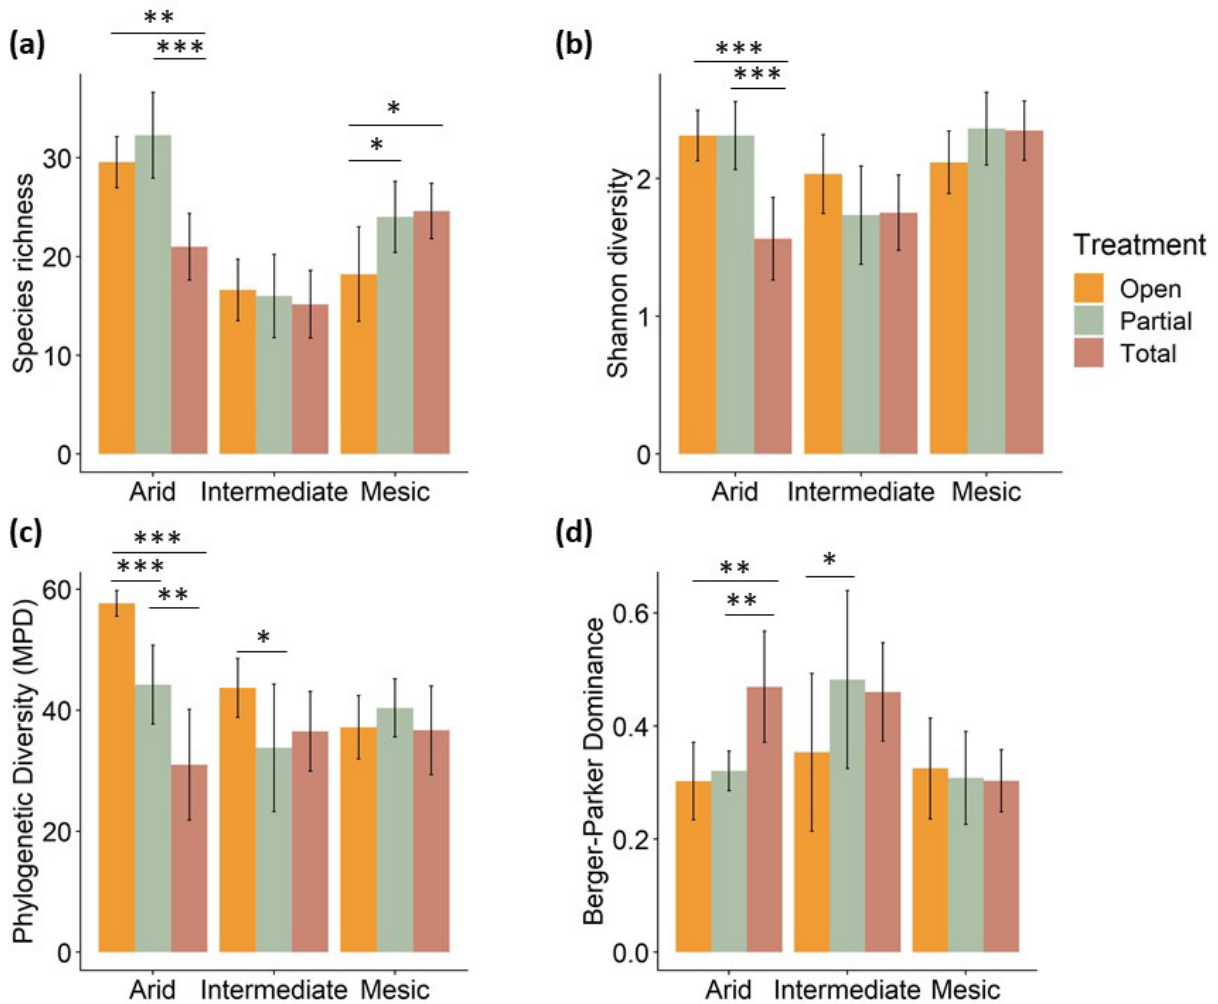 (a)
**
***
*
*
Species richness
30
20
10
0
Arid Intermediate Mesic
(b)
***
***
Shannon diversity
2
1
0
Arid Intermediate Mesic
Treatment
Open
Partial
Total
(c)
***
***
**
*
Phylogenetic Diversity (MPD)
60
40
20
0
Arid Intermediate Mesic
(d)
**
**
*
Berger-Parker Dominance
0.6
0.4
0.2
0.0
Arid Intermediate Mesic